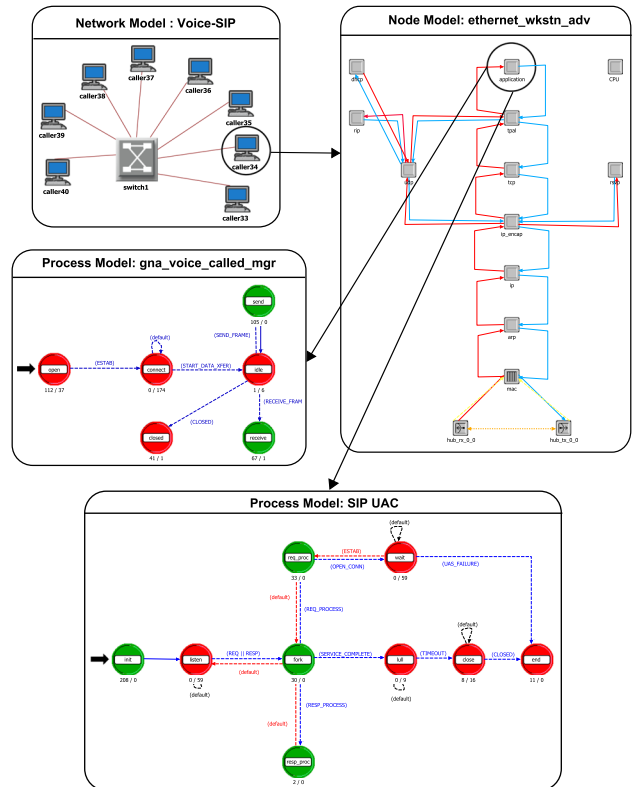 Network Model : Voice-SIP
caller37
caller36
caller38
caller35
caller39
caller34
caller40
switch1
caller33
Node Model: ethernet_wkstn_adv
dhcp
application
CPU
rip
tpal
udp
tcp
rsvp
ip_encap
ip
arp
mac
hub_rx_0_0
hub_tx_0_0
Process Model: gna_voice_called_mgr
send
105 / 0
(default)
(SEND_FRAME)
(ESTAB)
(START_DATA_XFER)
open
connect
idle
112 / 37
0 / 174
1 / 6
(RECEIVE_FRAM
(CLOSED)
closed
receive
41 / 1
67 / 1
Process Model: SIP UAC
(default)
(ESTAB)
req_proc
wait
(OPEN_CONN)
(UAS_FAILURE)
33 / 0
0 / 59
(default)
(REQ_PROCESS)
(default)
(REQ || RESP)
(SERVICE_COMPLETE)
(TIMEOUT)
(CLOSED)
init
listen
fork
lull
close
end
(default)
208 / 0
0 / 59
30 / 0
0 / 9
8 / 16
11 / 0
(default)
(default)
(RESP_PROCESS)
(default)
resp_proc
2 / 0